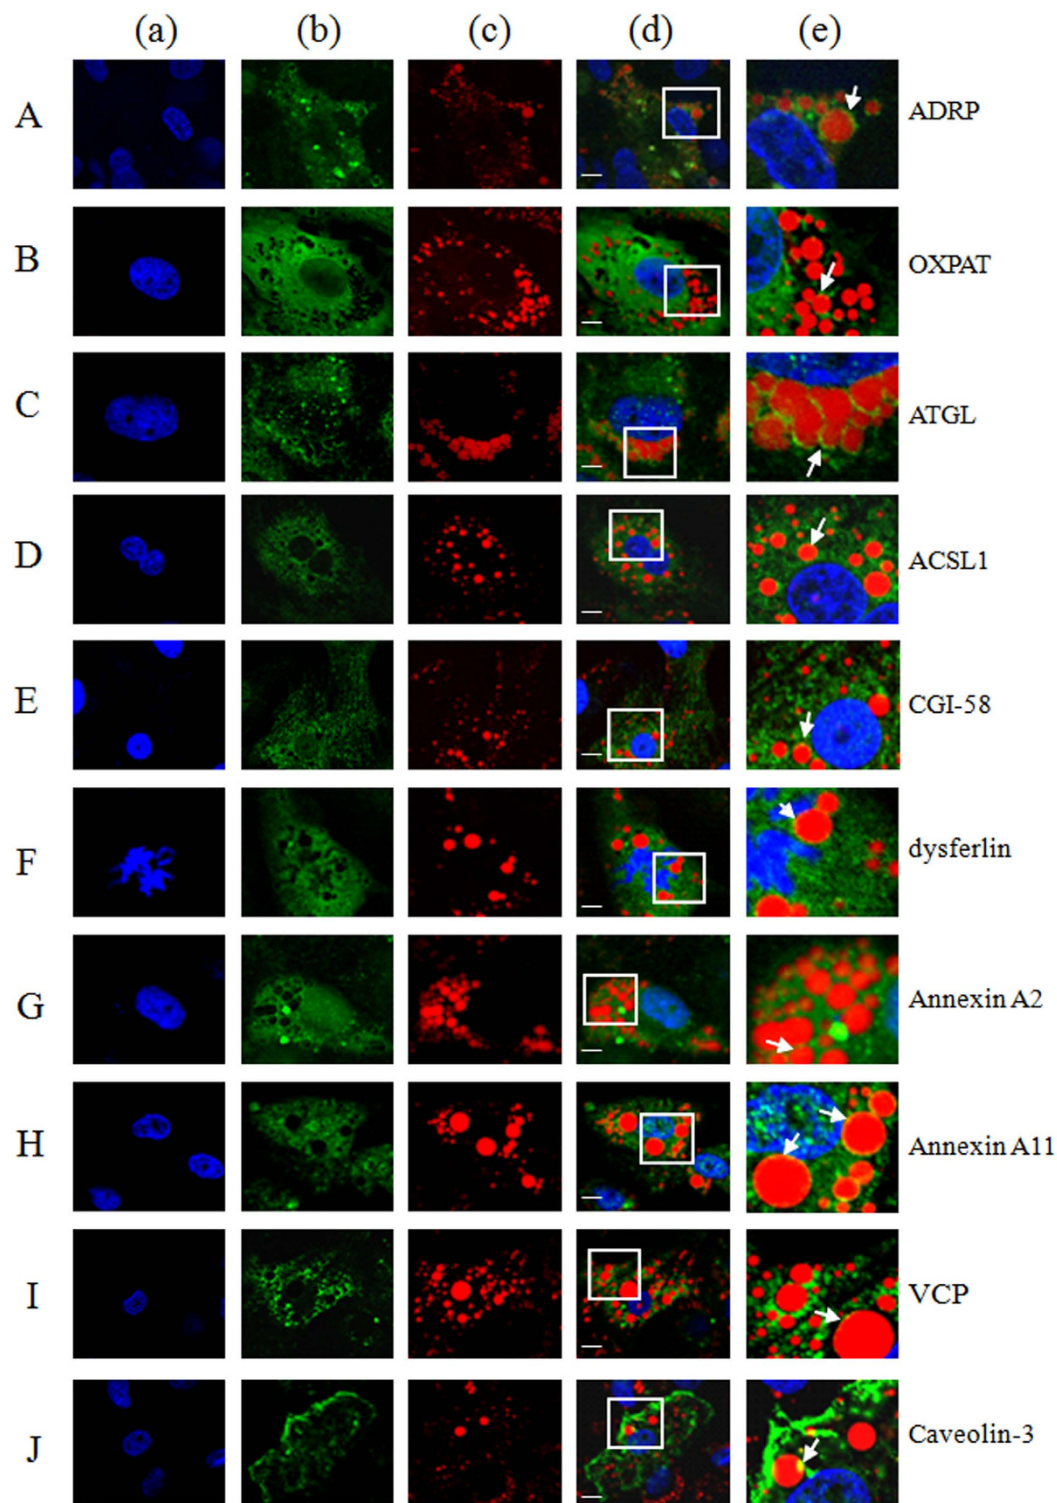 (a) (b) (c) (d) (e)
A ADRP
B OXPAT
C ATGL
D ACSL1
E CGI-58
F dysferlin
G Annexin A2
H Annexin A11
I VCP
J Caveolin-3